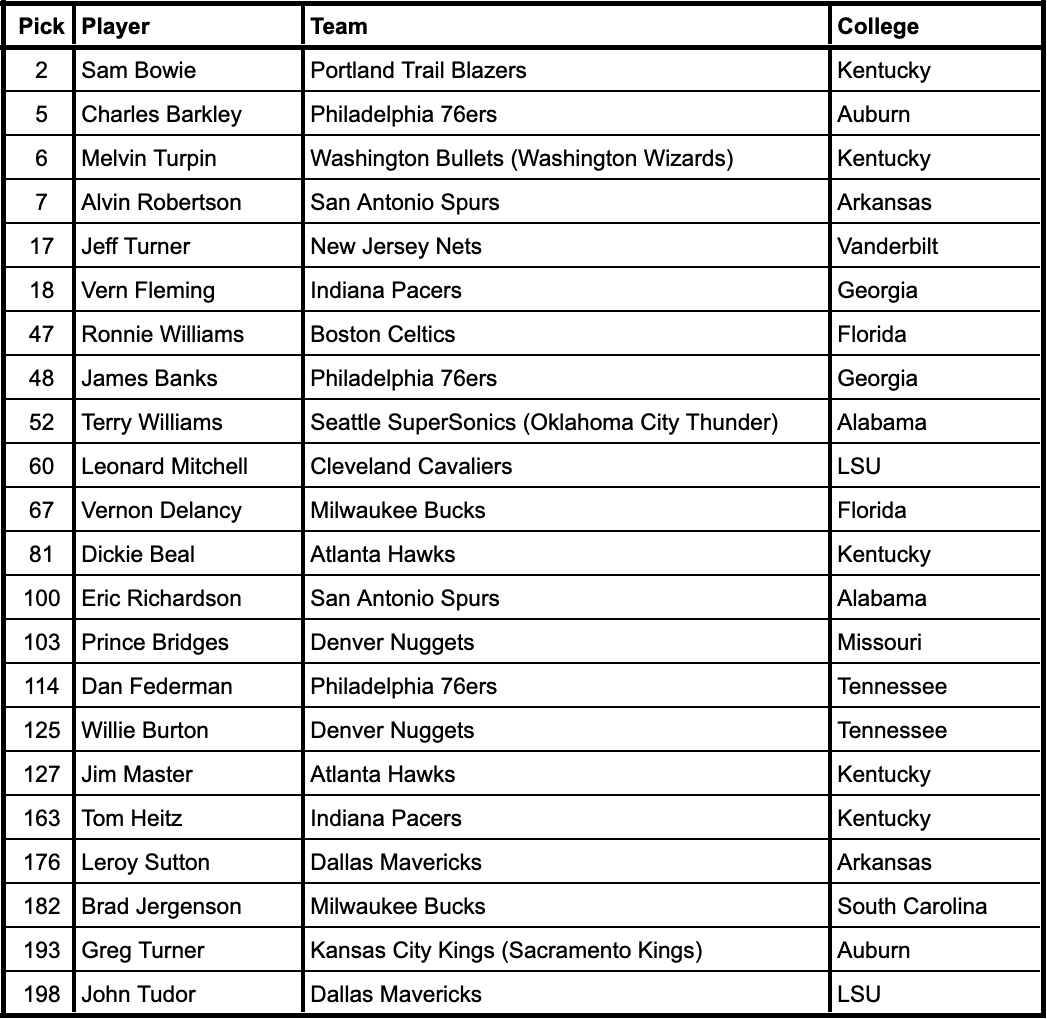 Pick Player Team College
2 Sam Bowie Portland Trail Blazers Kentucky
5 Charles Barkley Philadelphia 76ers Auburn
6 Melvin Turpin Washington Bullets (Washington Wizards) Kentucky
7 Alvin Robertson San Antonio Spurs Arkansas
17 Jeff Turner New Jersey Nets Vanderbilt
18 Vern Fleming Indiana Pacers Georgia
47 Ronnie Williams Boston Celtics Florida
48 James Banks Philadelphia 76ers Georgia
52 Terry Williams Seattle SuperSonics (Oklahoma City Thunder) Alabama
60 Leonard Mitchell Cleveland Cavaliers LSU
67 Vernon Delancy Milwaukee Bucks Florida
81 Dickie Beal Atlanta Hawks Kentucky
100 Eric Richardson San Antonio Spurs Alabama
103 Prince Bridges Denver Nuggets Missouri
114 Dan Federman Philadelphia 76ers Tennessee
125 Willie Burton Denver Nuggets Tennessee
127 Jim Master Atlanta Hawks Kentucky
163 Tom Heitz Indiana Pacers Kentucky
176 Leroy Sutton Dallas Mavericks Arkansas
182 Brad Jergenson Milwaukee Bucks South Carolina
193 Greg Turner Kansas City Kings (Sacramento Kings) Auburn
198 John Tudor Dallas Mavericks LSU